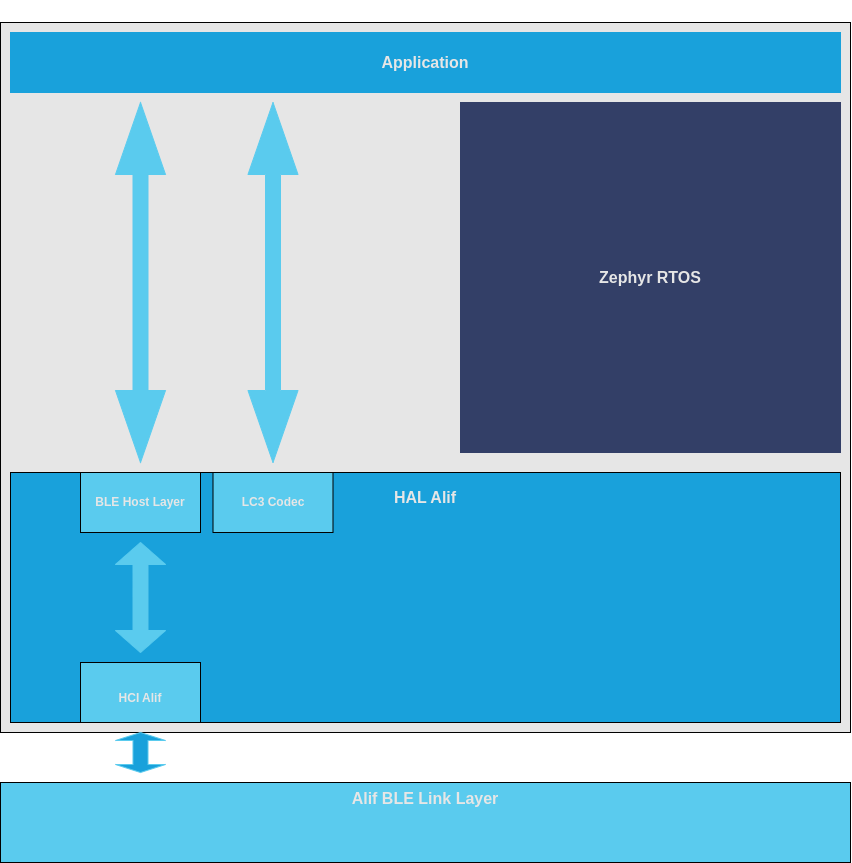 Application
Zephyr RTOS
HAL Alif
BLE Host Layer
LC3 Codec
HCI Alif
Alif BLE Link Layer